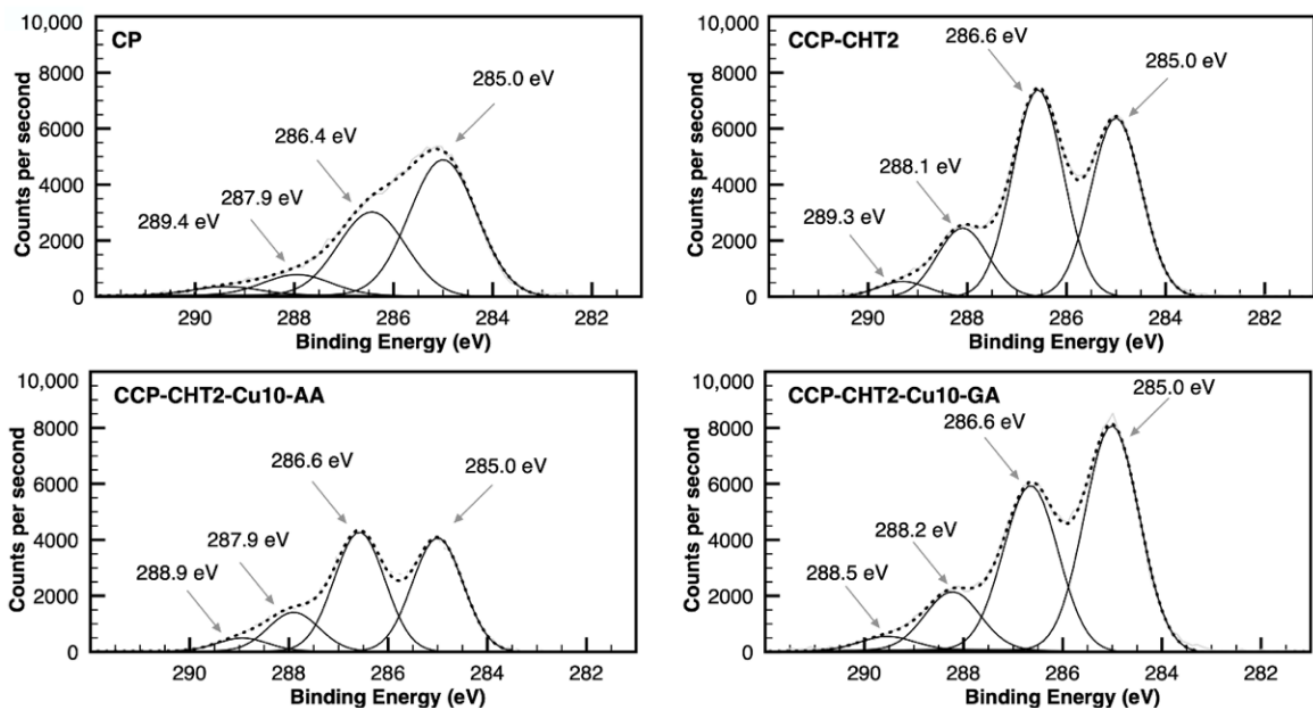 CP
10,000
8000
6000
4000
2000
0
Counts per second
285.0 eV
286.4 eV
287.9 eV
289.4 eV
290 288 286 284 282
Binding Energy (eV)
CCP-CHT2
10,000
8000
6000
4000
2000
0
Counts per second
286.6 eV
285.0 eV
288.1 eV
289.3 eV
290 288 286 284 282
Binding Energy (eV)
CCP-CHT2-Cu10-AA
10,000
8000
6000
4000
2000
0
Counts per second
286.6 eV
285.0 eV
287.9 eV
288.9 eV
290 288 286 284 282
Binding Energy (eV)
CCP-CHT2-Cu10-GA
10,000
8000
6000
4000
2000
0
Counts per second
285.0 eV
286.6 eV
288.2 eV
288.5 eV
290 288 286 284 282
Binding Energy (eV)